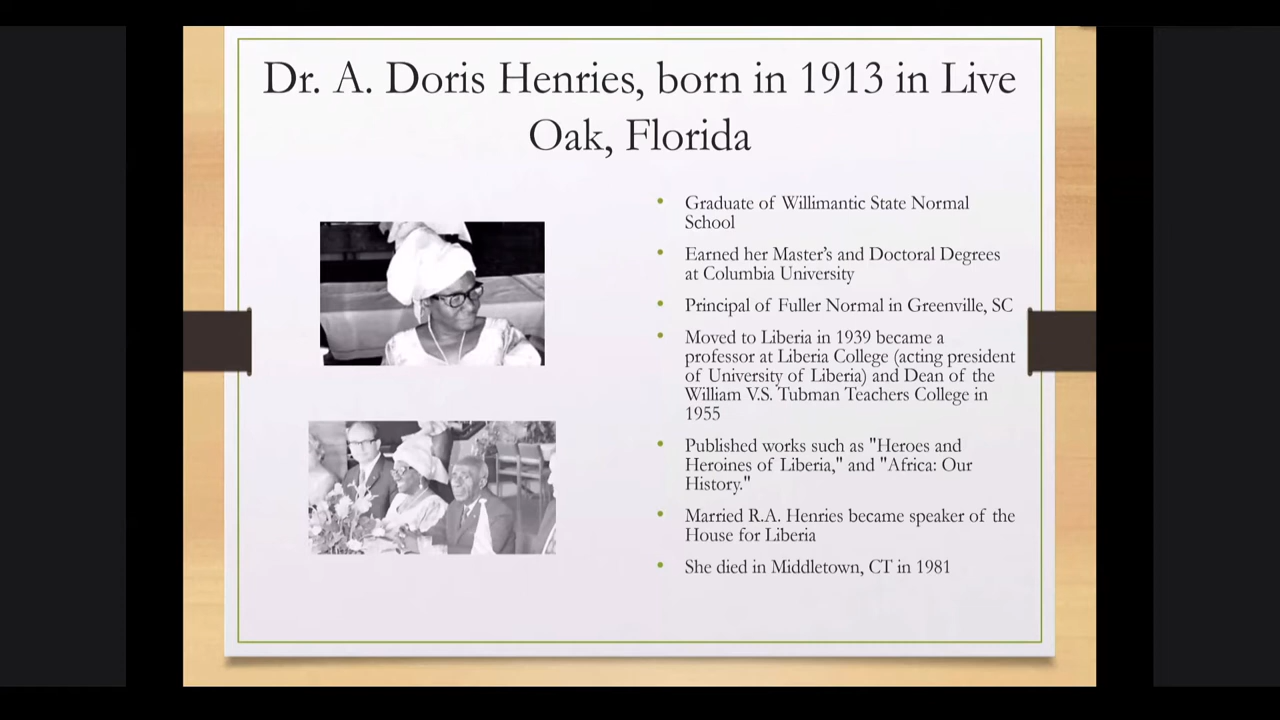 Dr. A. Doris Henries, born in 1913 in Live
Oak, Florida
• Graduate of Willimantic State Normal
School
• Earned her Master’s and Doctoral Degrees
at Columbia University
• Principal of Fuller Normal in Greenville, SC
• Moved to Liberia in 1939 became a
professor at Liberia College (acting president
of University of Liberia) and Dean of the
William V.S. Tubman Teachers College in
1955
• Published works such as "Heroes and
Heroines of Liberia," and "Africa: Our
History."
• Married R.A. Henries became speaker of the
House for Liberia
• She died in Middletown, CT in 1981